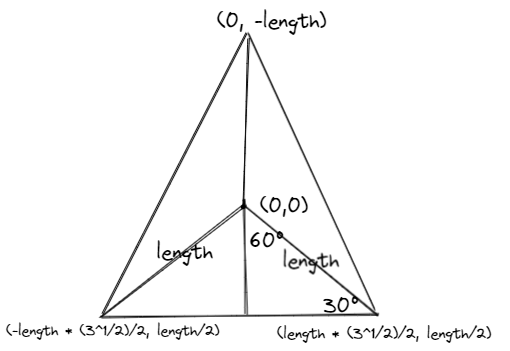 (0, -length)
(0,0)
60°
length
length
30°
(-length * (3^1/2)/2, length/2)
(length * (3^1/2)/2, length/2)